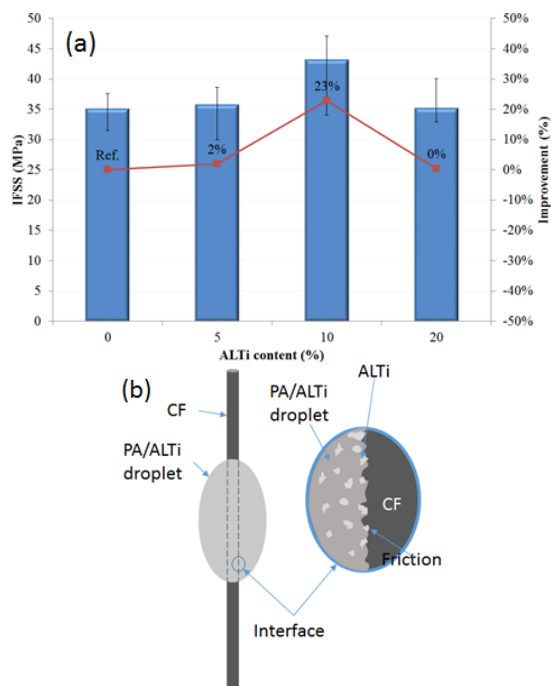 (a)
50 50%
45 40%
40 30%
35 20%
30 10%
25 0%
20 -10%
15 -20%
10 -30%
5 -40%
0 -50%
IFSS (MPa)
Improvement (%)
Ref.
2%
23%
0%
0 5 10 20
ALTi content (%)
(b)
CF
PA/ALTi
droplet
ALTi
PA/ALTi
droplet
CF
Friction
Interface